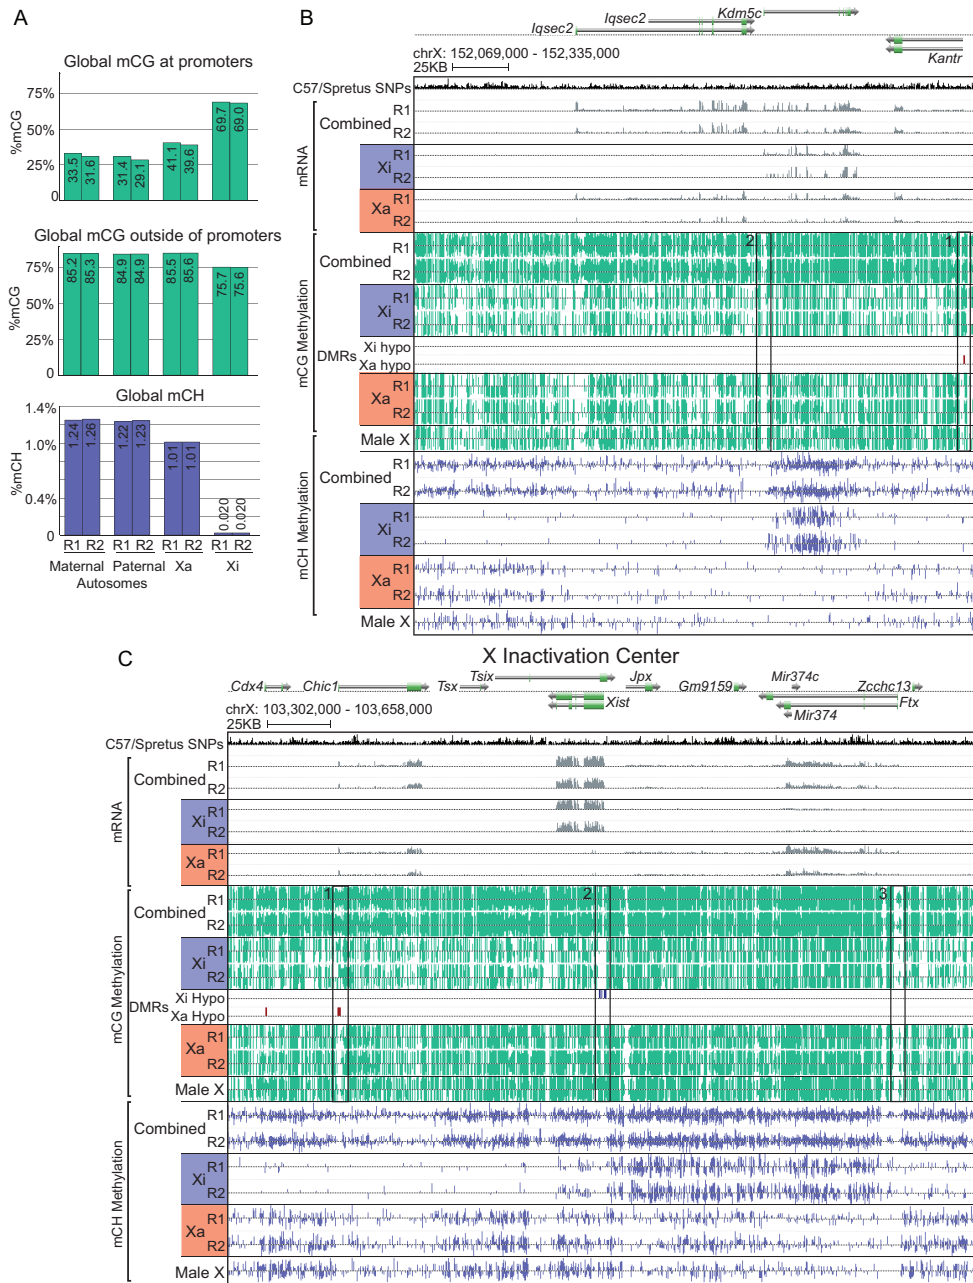 A
Global mCG at promoters
%mCG
75%
50%
25%
0
33.5
31.6
31.4
29.1
41.1
39.6
69.7
69.0
Global mCG outside of promoters
%mCG
75%
50%
25%
0
85.2
85.3
84.9
84.9
85.5
85.6
75.7
75.6
Global mCH
%mCH
1.4%
1.0%
0.4%
0
1.24
1.26
1.22
1.23
1.01
1.01
0.020
0.020
R1 R2 R1 R2 R1 R2 R1 R2
Maternal Paternal Xa Xi
Autosomes
B
Kdm5c
Iqsec2
Iqsec2
Kantr
chrX: 152,069,000 - 152,335,000
25KB
C57/Spretus SNPs
mRNA
Combined
R1
R2
Xi
R1
R2
Xa
R1
R2
mCG Methylation
2
1
Combined
R1
R2
Xi
R1
R2
DMRs
Xi hypo
Xa hypo
Xa
R1
R2
Male X
mCH Methylation
Combined
R1
R2
Xi
R1
R2
Xa
R1
R2
Male X
C
X Inactivation Center
Cdx4
Chic1
Tsx
Tsix
Xist
Jpx
Gm9159
Mir374c
Mir374
Zcchc13
Ftx
chrX: 103,302,000 - 103,658,000
25KB
C57/Spretus SNPs
mRNA
Combined
R1
R2
Xi
R1
R2
Xa
R1
R2
mCG Methylation
1
2
3
Combined
R1
R2
Xi
R1
R2
DMRs
Xi Hypo
Xa Hypo
Xa
R1
R2
Male X
mCH Methylation
Combined
R1
R2
Xi
R1
R2
Xa
R1
R2
Male X